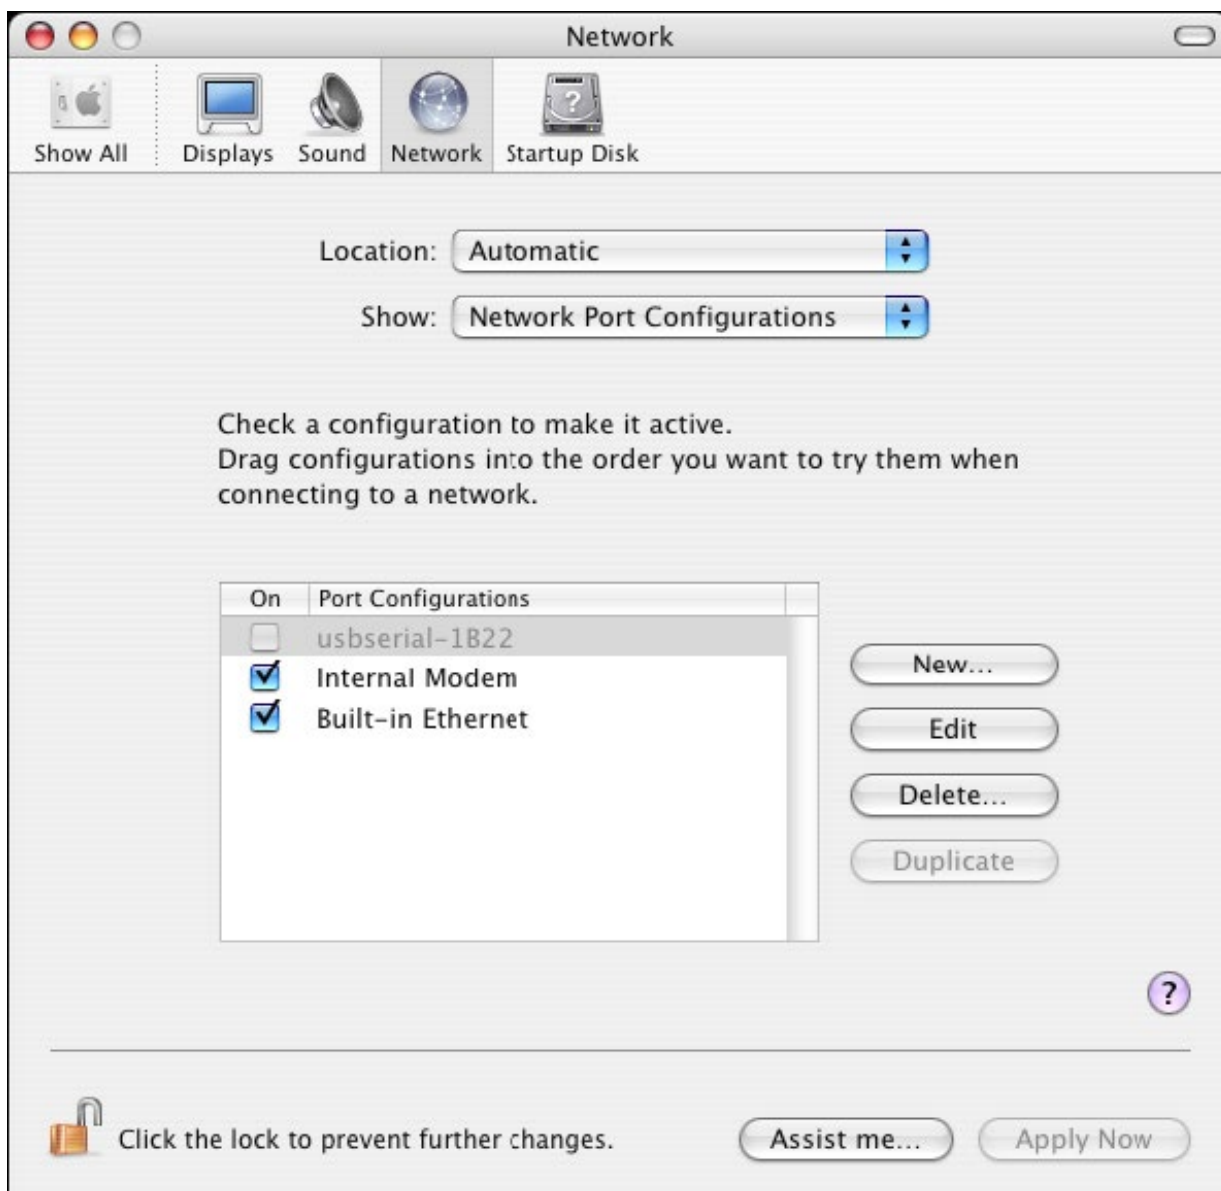 Network
Show All
Displays
Sound
Network
Startup Disk
Location: Automatic
Show: Network Port Configurations
Check a configuration to make it active.
Drag configurations into the order you want to try them when
connecting to a network.
On Port Configurations
usbserial-1B22
Internal Modem
Built-in Ethernet
New...
Edit
Delete...
Duplicate
?
Click the lock to prevent further changes.
Assist me...
Apply Now